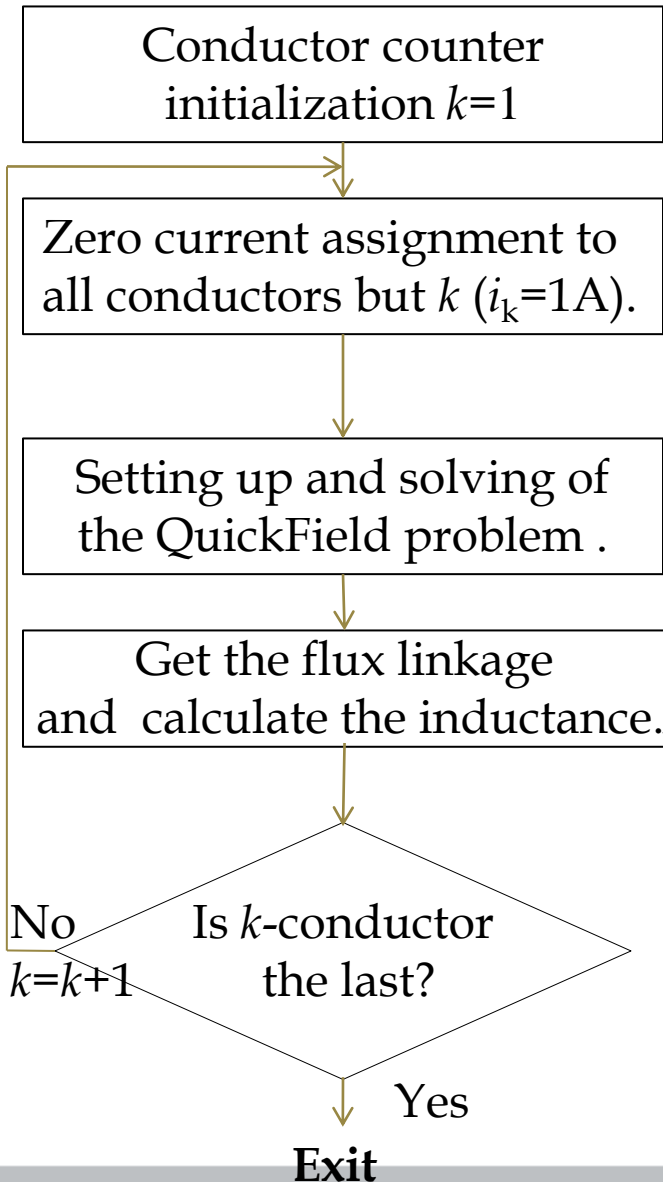 Conductor counter
initialization k=1
Zero current assignment to
all conductors but k (iₖ=1A).
Setting up and solving of
the QuickField problem .
Get the flux linkage
and calculate the inductance.
No
k=k+1
Is k-conductor
the last?
Yes
Exit